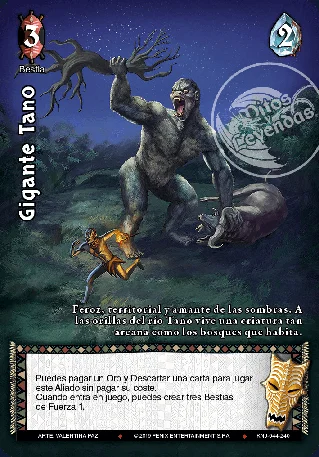 3
Bestia
2
Gigante Tano
Mitos y
Leyendas
Feroz, territorial y amante de las sombras. A
las orillas del río Tano vive una criatura tan
arcana como los bosques que habita.
Puedes pagar un Oro y Descartar una carta para jugar
este Aliado sin pagar su coste.
Cuando entra en juego, puedes crear tres Bestias
de Fuerza 1.
ARTE: VALENTINA PAZ
© 2019 FENIX ENTERTAINMENT S.P.A.